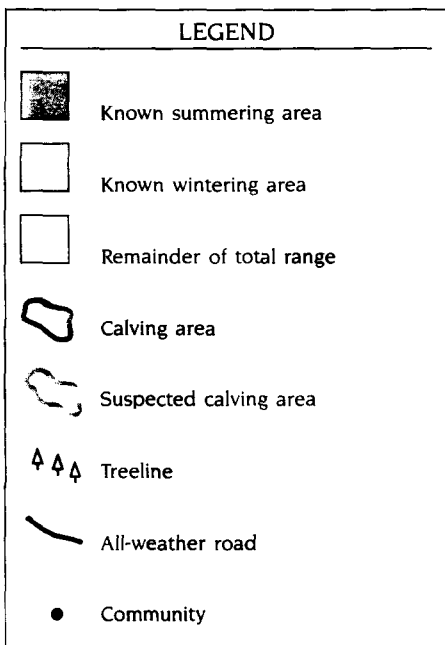 LEGEND
Known summering area
Known wintering area
Remainder of total range
Calving area
Suspected calving area
Treeline
All-weather road
Community